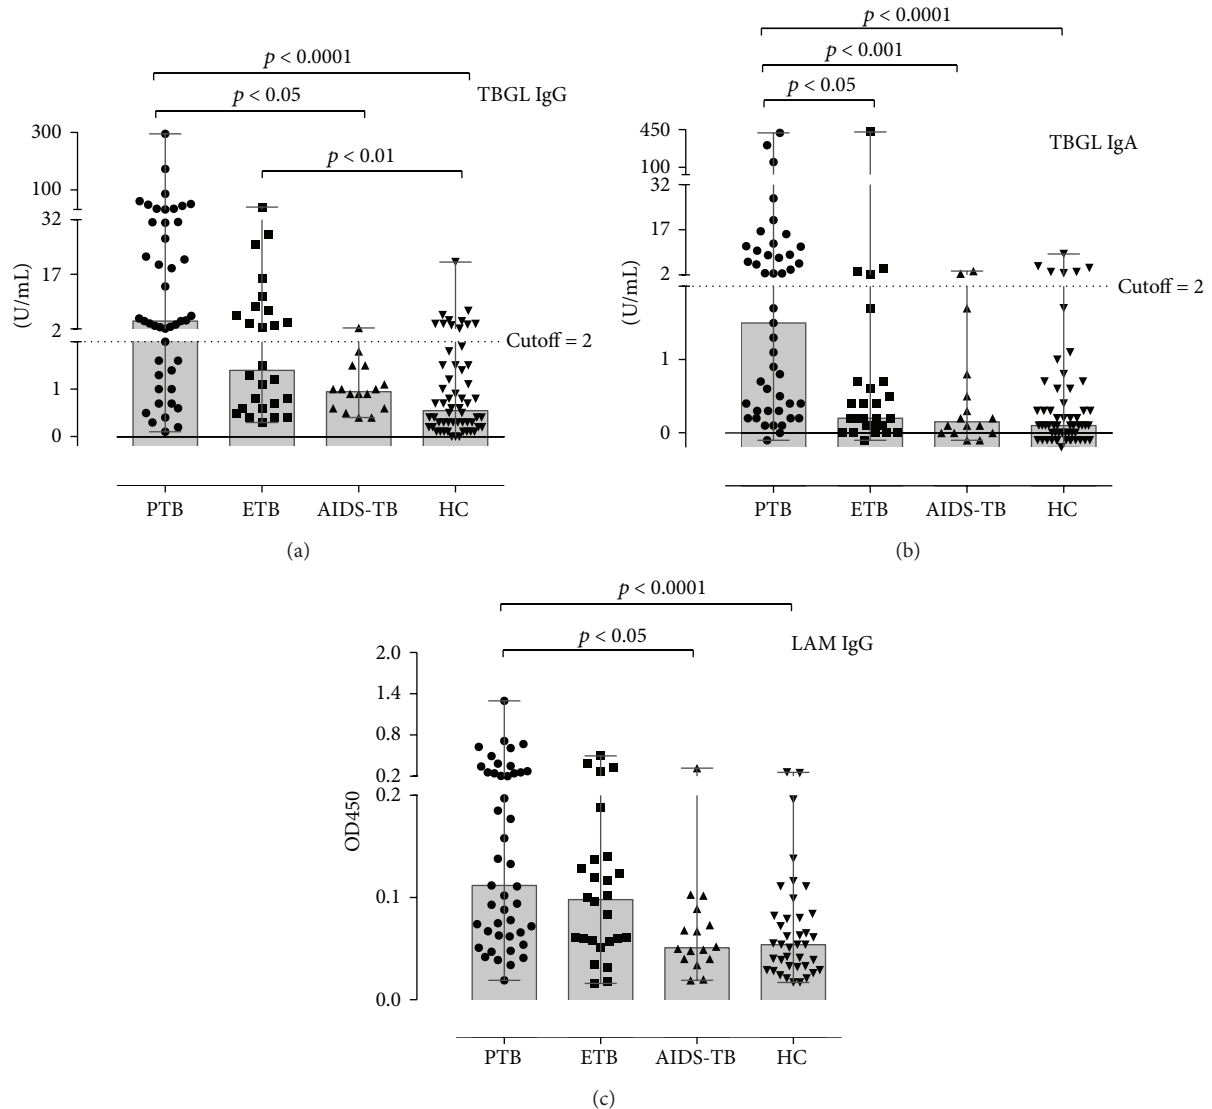 p < 0.0001
p < 0.05
TBGL IgG
p < 0.01
300
100
32
17
2
1
0
(U/mL)
Cutoff = 2
PTB ETB AIDS-TB HC
(a)
p < 0.0001
p < 0.001
p < 0.05
TBGL IgA
450
100
32
17
2
1
0
(U/mL)
Cutoff = 2
PTB ETB AIDS-TB HC
(b)
p < 0.0001
p < 0.05
LAM IgG
2.0
1.4
0.8
0.2
0.2
0.1
0.0
OD450
PTB ETB AIDS-TB HC
(c)